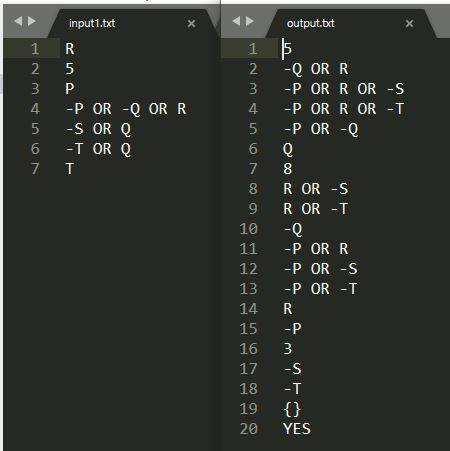 input1.txt
1 R
2 5
3 P
4 -P OR -Q OR R
5 -S OR Q
6 -T OR Q
7 T
output.txt
1 5
2 -Q OR R
3 -P OR R OR -S
4 -P OR R OR -T
5 -P OR -Q
6 Q
7 8
8 R OR -S
9 R OR -T
10 -Q
11 -P OR R
12 -P OR -S
13 -P OR -T
14 R
15 -P
16 3
17 -S
18 -T
19 {}
20 YES